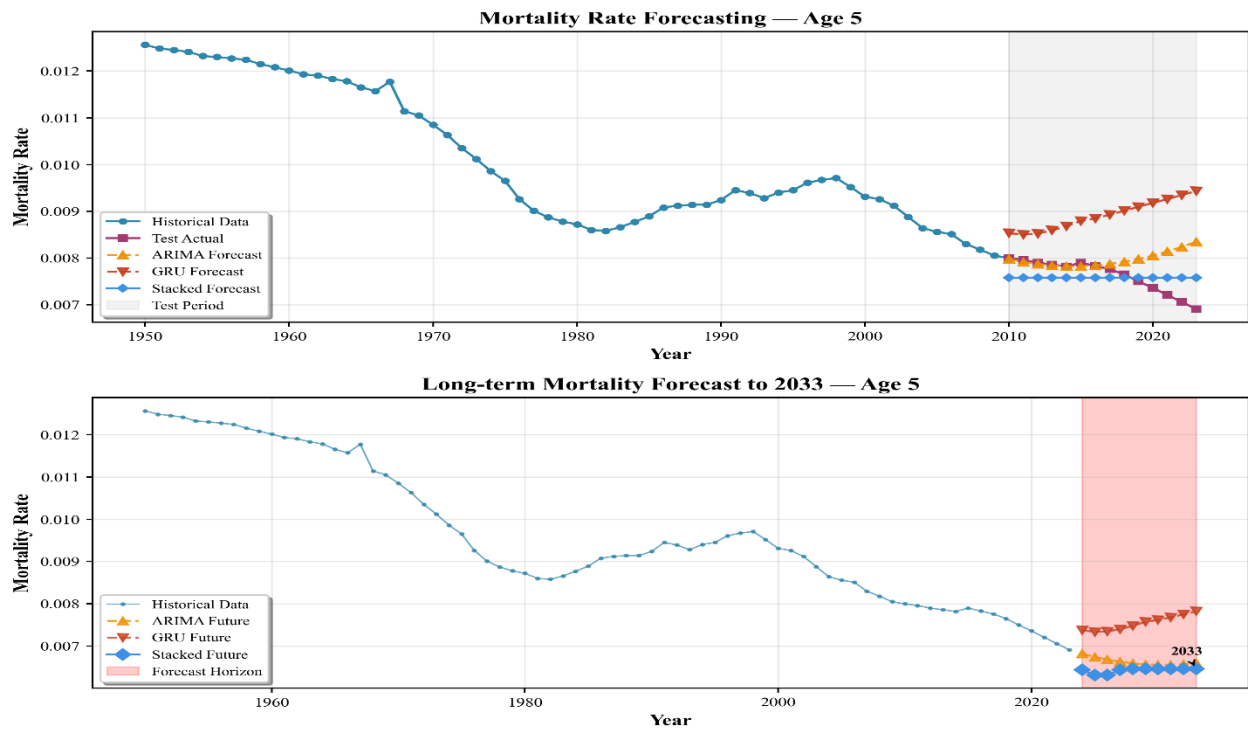 Mortality Rate Forecasting — Age 5
Mortality Rate
0.012
0.011
0.010
0.009
0.008
0.007
Historical Data
Test Actual
ARIMA Forecast
GRU Forecast
Stacked Forecast
Test Period
1950 1960 1970 1980 1990 2000 2010 2020
Year
Long-term Mortality Forecast to 2033 — Age 5
Mortality Rate
0.012
0.011
0.010
0.009
0.008
0.007
Historical Data
ARIMA Future
GRU Future
Stacked Future
Forecast Horizon
2033
1960 1980 2000 2020
Year